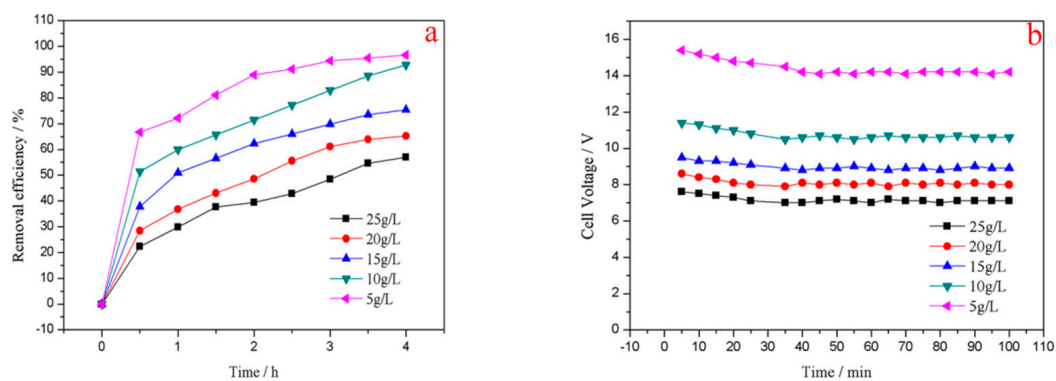 a
110
100
90
80
70
60
50
40
30
20
10
0
-10
Removal efficiency / %
25g/L
20g/L
15g/L
10g/L
5g/L
0 1 2 3 4
Time / h
b
16
14
12
10
8
6
4
2
0
Cell Voltage / V
25g/L
20g/L
15g/L
10g/L
5g/L
-10 0 10 20 30 40 50 60 70 80 90 100 110
Time / min